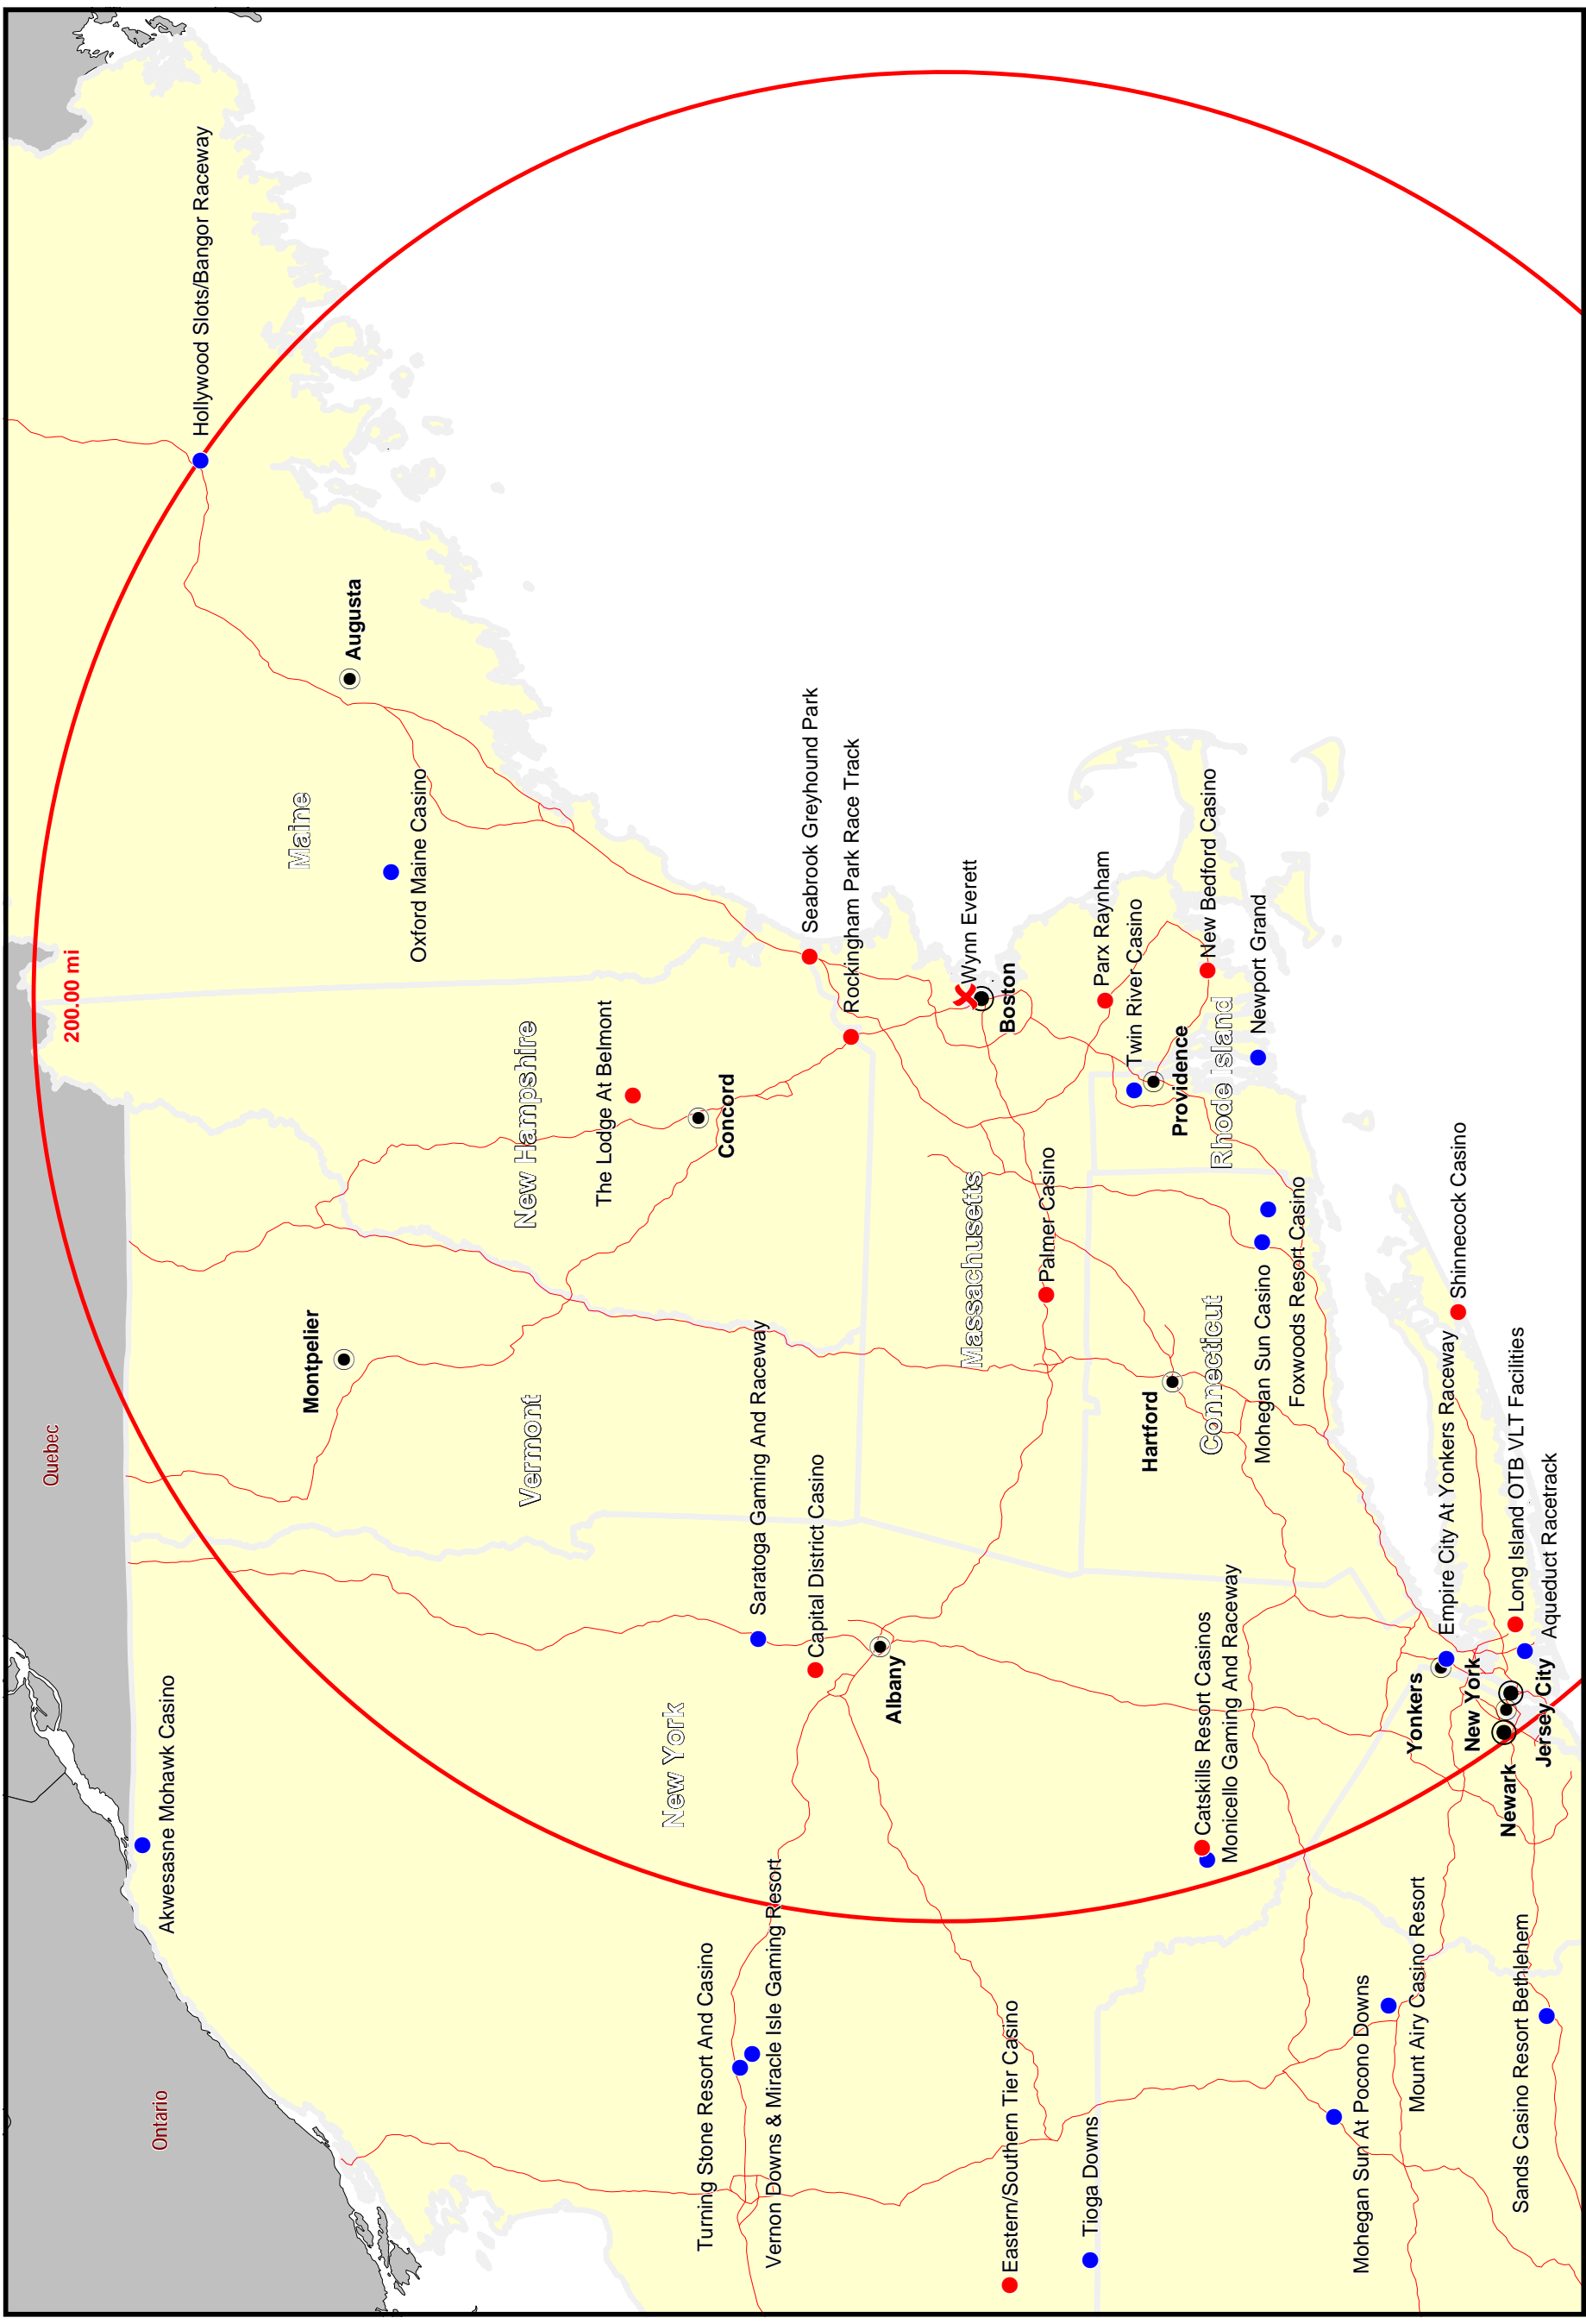 Quebec
Ontario
200.00 mi
Hollywood Slots/Bangor Raceway
Augusta
Maine
Oxford Maine Casino
Seabrook Greyhound Park
Rockingham Park Race Track
New Hampshire
The Lodge At Belmont
Concord
Montpelier
Vermont
Akwesasne Mohawk Casino
Saratoga Gaming And Raceway
Capital District Casino
Albany
New York
Turning Stone Resort And Casino
Vernon Downs & Miracle Isle Gaming Resort
Wynn Everett
Boston
Massachusetts
Palmer Casino
Parx Raynham
Twin River Casino
Providence
New Bedford Casino
Rhode Island
Newport Grand
Hartford
Connecticut
Mohegan Sun Casino
Foxwoods Resort Casino
Shinnecock Casino
Empire City At Yonkers Raceway
Long Island OTB VLT Facilities
Aqueduct Racetrack
Catskills Resort Casinos
Monicello Gaming And Raceway
Yonkers
New York
Jersey City
Newark
Eastern/Southern Tier Casino
Tioga Downs
Mohegan Sun At Pocono Downs
Mount Airy Casino Resort
Sands Casino Resort Bethlehem